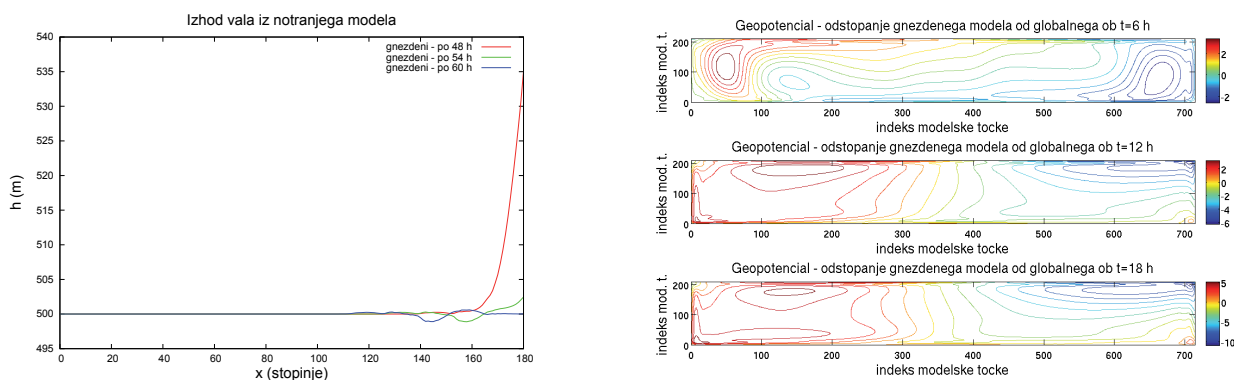 Izhod vala iz notranjega modela
540
535
530
525
520
515
510
505
500
495
h (m)
gnezdeni - po 48 h
gnezdeni - po 54 h
gnezdeni - po 60 h
0 20 40 60 80 100 120 140 160 180
x (stopinje)
Geopotencial - odstopanje gnezdenega modela od globalnega ob t=6 h
indeks mod. t.
200
100
0
0 100 200 300 400 500 600 700
indeks modelske tocke
2
0
-2
Geopotencial - odstopanje gnezdenega modela od globalnega ob t=12 h
indeks mod. t.
200
100
0
0 100 200 300 400 500 600 700
indeks modelske tocke
2
0
-2
-4
-6
Geopotencial - odstopanje gnezdenega modela od globalnega ob t=18 h
indeks mod. t.
200
100
0
0 100 200 300 400 500 600 700
indeks modelske tocke
5
0
-5
-10